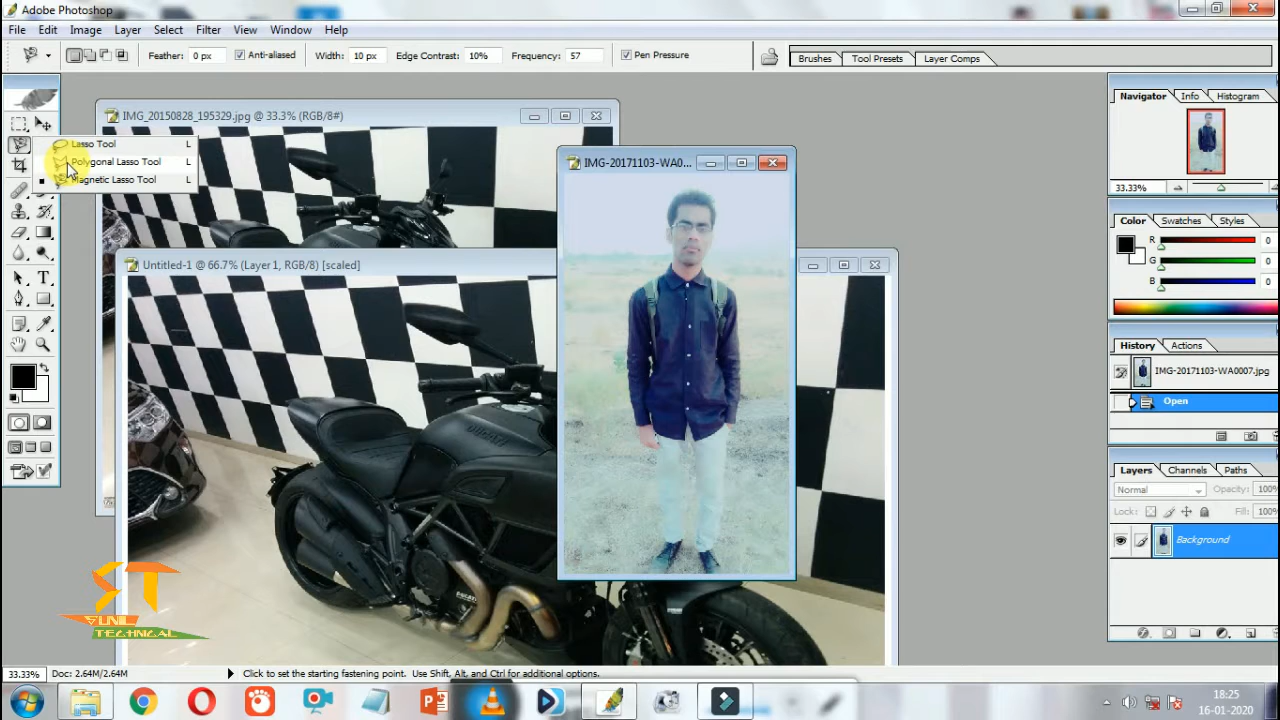 Adobe Photoshop
File Edit Image Layer Select Filter View Window Help
Feather: 0 px Anti-aliased Width: 10 px Edge Contrast: 10% Frequency: 57 Pen Pressure
Brushes Tool Presets Layer Comps
IMG_20150828_195329.jpg @ 33.3% (RGB/8#)
Lasso Tool L
Polygonal Lasso Tool L
Magnetic Lasso Tool L
IMG-20171103-WA0...
Untitled-1 @ 66.7% (Layer 1, RGB/8) [scaled]
Navigator Info Histogram
33.33%
Color Swatches Styles
R 0
G 0
B 0
History Actions
IMG-20171103-WA0007.jpg
Open
Layers Channels Paths
Normal Opacity: 100%
Lock: Fill: 100%
Background
ST
SUNIL
TECHNICAL
33.33% Doc: 2.64M/2.64M Click to set the starting fastening point. Use Shift, Alt, and Ctrl for additional options.
18:25
16-01-2020